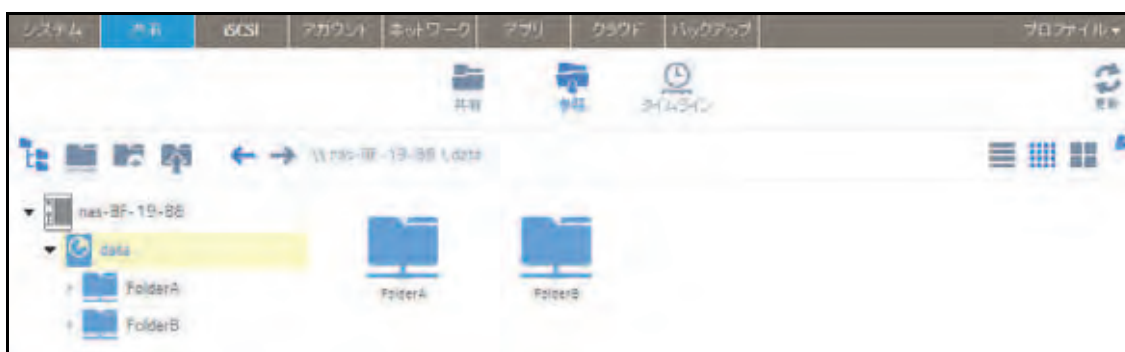 システム 共有 iSCSI アカウント ネットワーク アプリ クラウド バックアップ プロファイル
共有 参照 タイムライン 更新
\\ nas-BF-19-88 \ data
nas-BF-19-88
data
FolderA
FolderB
FolderA FolderB